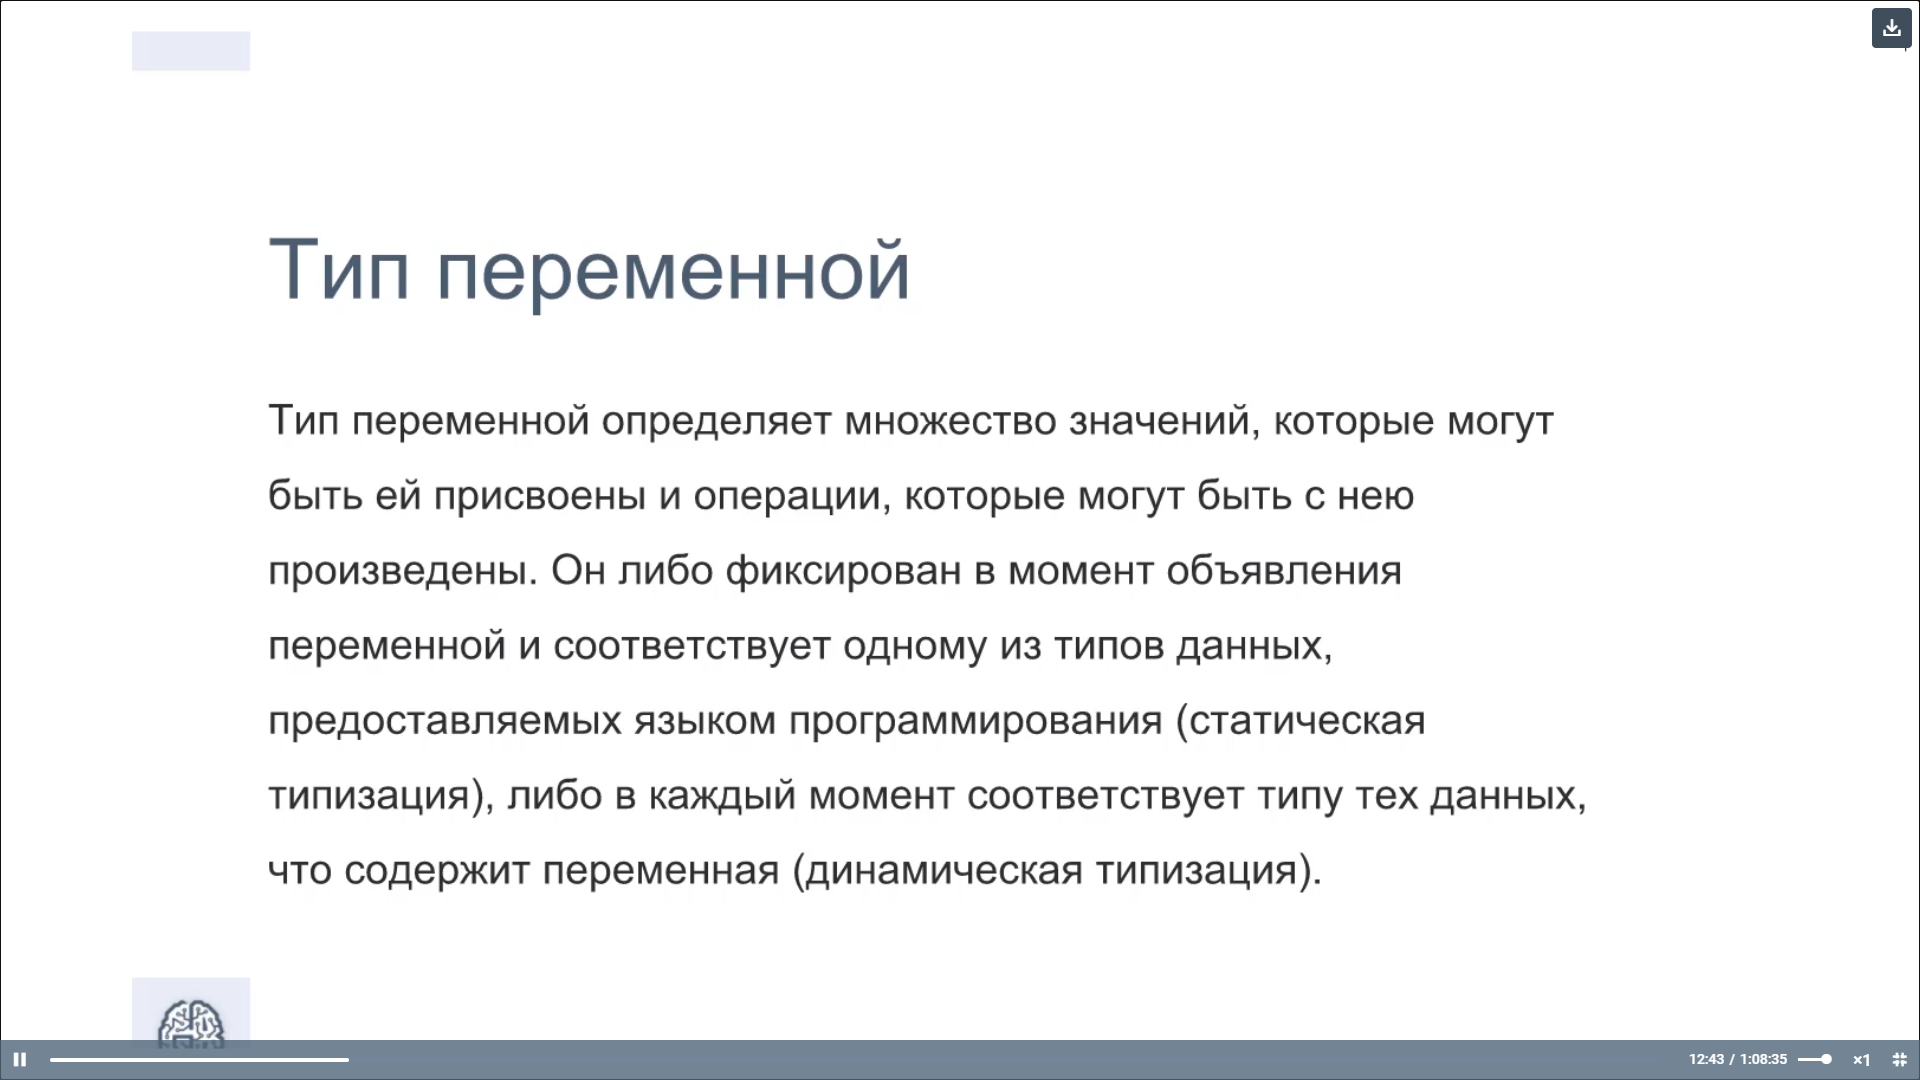 Тип переменной
Тип переменной определяет множество значений, которые могут
быть ей присвоены и операции, которые могут быть с нею
произведены. Он либо фиксирован в момент объявления
переменной и соответствует одному из типов данных,
предоставляемых языком программирования (статическая
типизация), либо в каждый момент соответствует типу тех данных,
что содержит переменная (динамическая типизация).
12:43 / 1:08:35 ×1